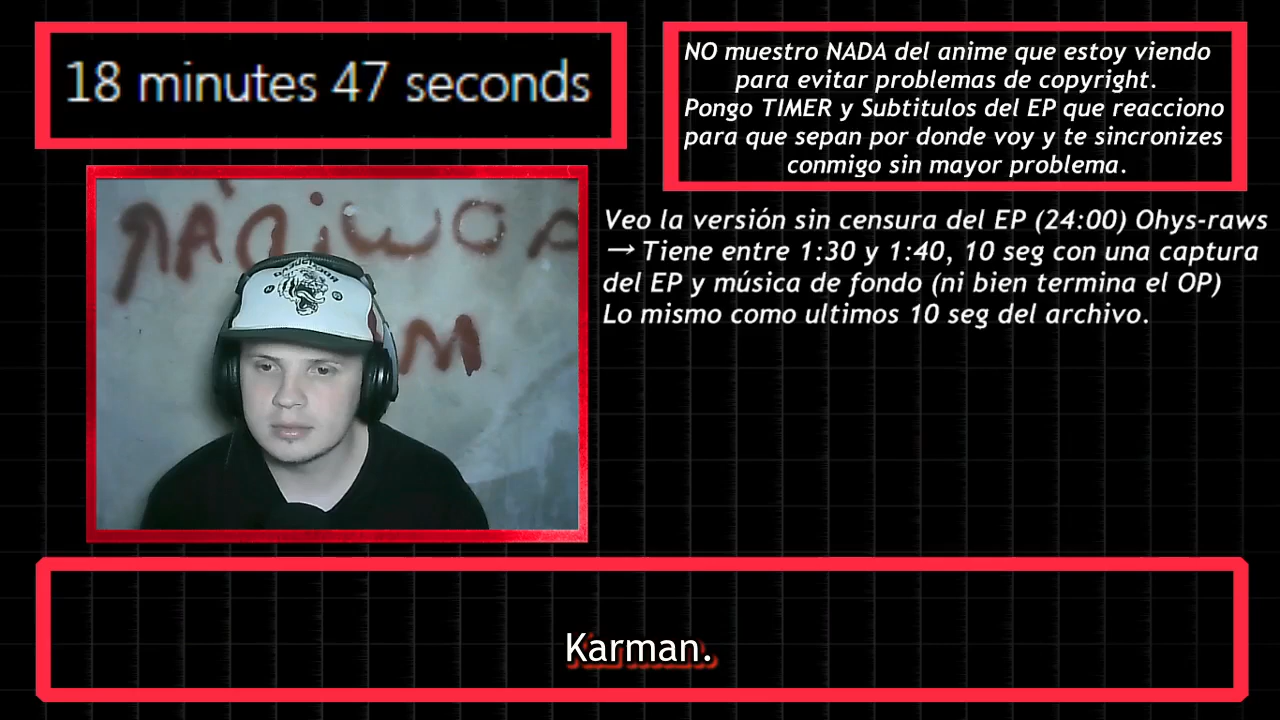 18 minutes 47 seconds
NO muestro NADA del anime que estoy viendo
para evitar problemas de copyright.
Pongo TIMER y Subtitulos del EP que reacciono
para que sepan por donde voy y te sincronizes
conmigo sin mayor problema.
Veo la versión sin censura del EP (24:00) Ohys-raws
→ Tiene entre 1:30 y 1:40, 10 seg con una captura
del EP y música de fondo (ni bien termina el OP)
Lo mismo como ultimos 10 seg del archivo.
Karman.